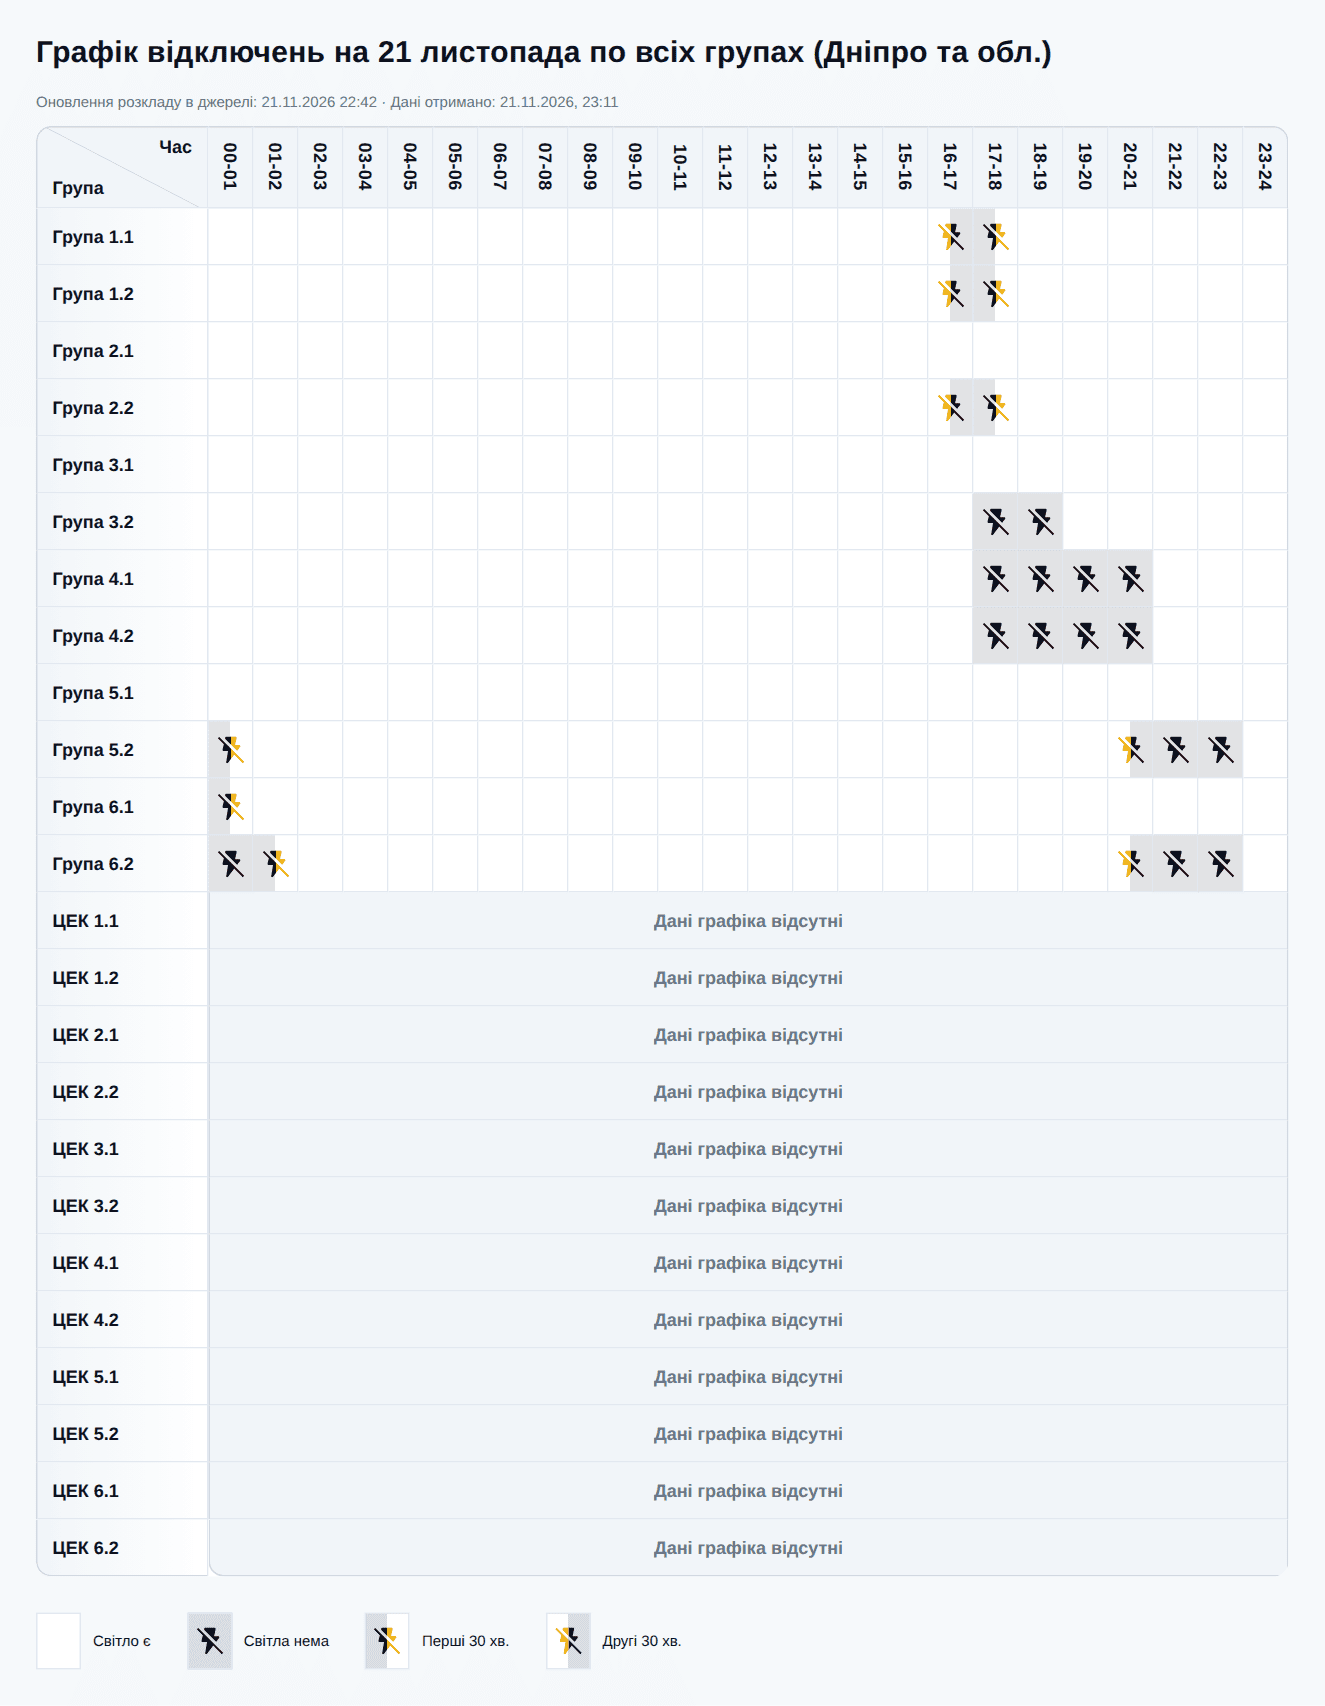 Графік відключень на 21 листопада по всіх групах (Дніпро та обл.)
Оновлення розкладу в джерелі: 21.11.2026 22:42 · Дані отримано: 21.11.2026, 23:11
Час
Група
00-01 01-02 02-03 03-04 04-05 05-06 06-07 07-08 08-09 09-10 10-11 11-12 12-13 13-14 14-15 15-16 16-17 17-18 18-19 19-20 20-21 21-22 22-23 23-24
Група 1.1
Група 1.2
Група 2.1
Група 2.2
Група 3.1
Група 3.2
Група 4.1
Група 4.2
Група 5.1
Група 5.2
Група 6.1
Група 6.2
ЦЕК 1.1 Дані графіка відсутні
ЦЕК 1.2 Дані графіка відсутні
ЦЕК 2.1 Дані графіка відсутні
ЦЕК 2.2 Дані графіка відсутні
ЦЕК 3.1 Дані графіка відсутні
ЦЕК 3.2 Дані графіка відсутні
ЦЕК 4.1 Дані графіка відсутні
ЦЕК 4.2 Дані графіка відсутні
ЦЕК 5.1 Дані графіка відсутні
ЦЕК 5.2 Дані графіка відсутні
ЦЕК 6.1 Дані графіка відсутні
ЦЕК 6.2 Дані графіка відсутні
Світло є Світла нема Перші 30 хв. Другі 30 хв.